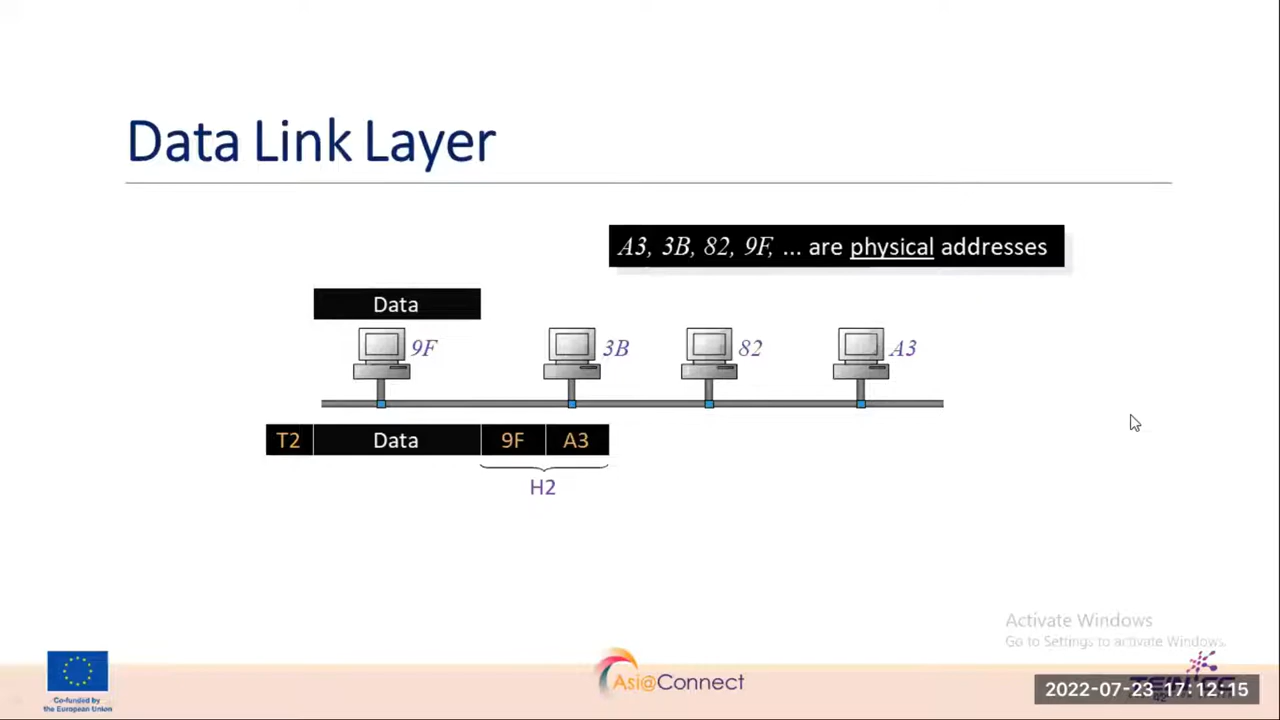 Data Link Layer
A3, 3B, 82, 9F, ... are physical addresses
Data
9F
3B
82
A3
T2 Data 9F A3
H2
Activate Windows
Go to Settings to activate Windows.
Co-funded by
the European Union
Asi@Connect
2022-07-23 17:12:15